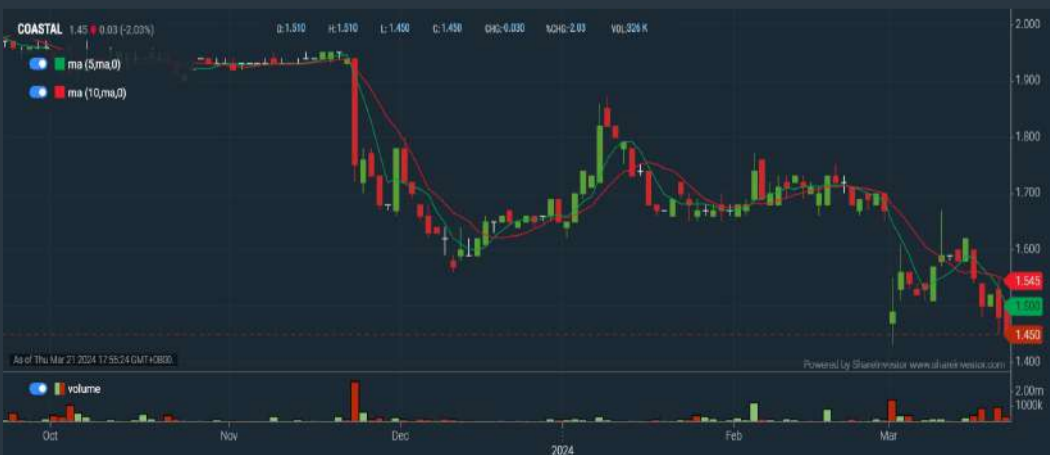 COASTAL 1.45 0.03 (-2.03%) O:1.510 H:1.510 L:1.450 C:1.450 CHG:-0.030 %CHG:-2.03 VOL:926 K
ma (5,ma,0)
ma (10,ma,0)
2.000
1.900
1.800
1.700
1.600
1.545
1.500
1.450
1.400
As of Thu Mar 21 2024 17:55:24 GMT+0800.
Powered by ShareInvestor www.shareinvestor.com
volume
2.00m
1000k
Oct Nov Dec Feb Mar
2024